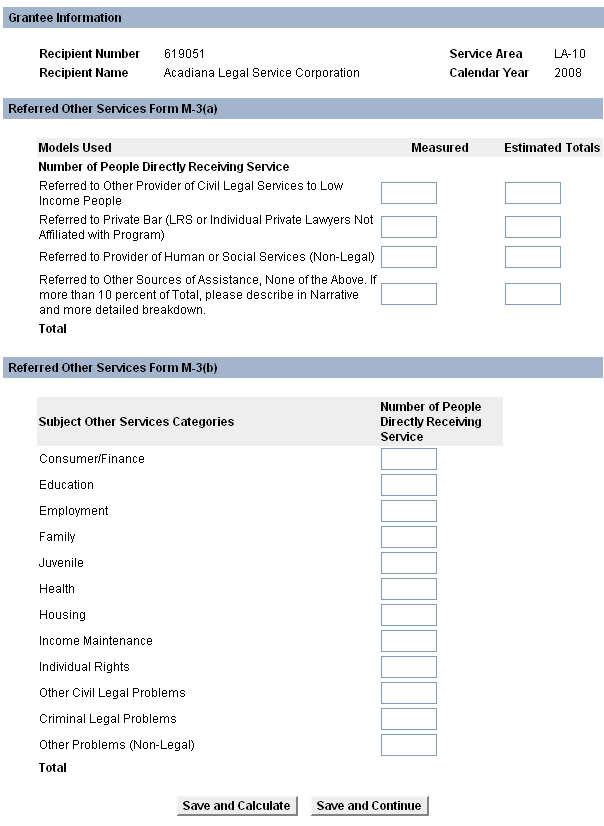 Grantee Information
Recipient Number 619051 Service Area LA-10
Recipient Name Acadiana Legal Service Corporation Calendar Year 2008
Referred Other Services Form M-3(a)
Models Used Measured Estimated Totals
Number of People Directly Receiving Service
Referred to Other Provider of Civil Legal Services to Low
Income People
Referred to Private Bar (LRS or Individual Private Lawyers Not
Affiliated with Program)
Referred to Provider of Human or Social Services (Non-Legal)
Referred to Other Sources of Assistance, None of the Above. If
more than 10 percent of Total, please describe in Narrative
and more detailed breakdown.
Total
Referred Other Services Form M-3(b)
Subject Other Services Categories
Number of People
Directly Receiving
Service
Consumer/Finance
Education
Employment
Family
Juvenile
Health
Housing
Income Maintenance
Individual Rights
Other Civil Legal Problems
Criminal Legal Problems
Other Problems (Non-Legal)
Total
Save and Calculate Save and Continue